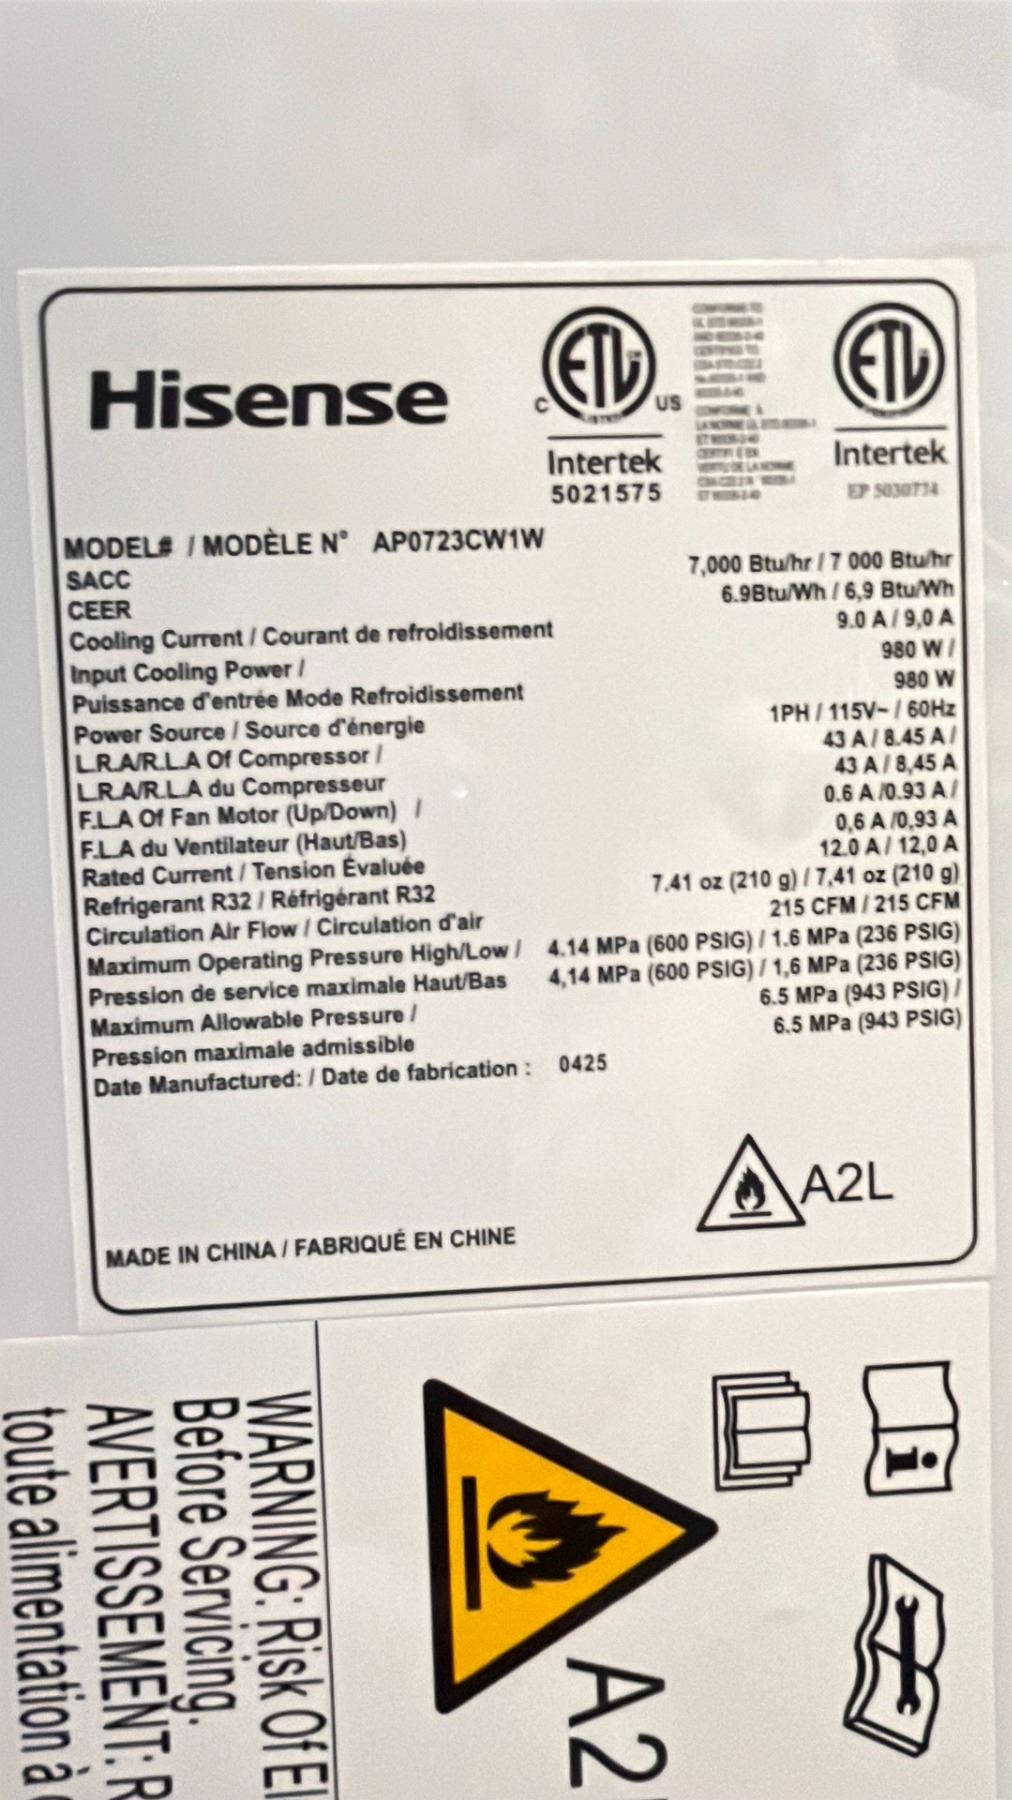 Hisense
C US
Intertek
5021575
Intertek
EP 5030774
MODEL# / MODÈLE N° AP0723CW1W
SACC 7,000 Btu/hr / 7 000 Btu/hr
CEER 6.9Btu/Wh / 6,9 Btu/Wh
Cooling Current / Courant de refroidissement 9.0 A / 9,0 A
Input Cooling Power / 980 W /
Puissance d'entrée Mode Refroidissement 980 W
Power Source / Source d'énergie 1PH / 115V~ / 60Hz
L.R.A/R.L.A Of Compressor / 43 A / 8.45 A /
L.R.A/R.L.A du Compresseur 43 A / 8,45 A
F.L.A Of Fan Motor (Up/Down) / 0.6 A /0.93 A /
F.L.A du Ventilateur (Haut/Bas) 0,6 A /0,93 A
Rated Current / Tension Évaluée 12.0 A / 12,0 A
Refrigerant R32 / Réfrigérant R32 7.41 oz (210 g) / 7,41 oz (210 g)
Circulation Air Flow / Circulation d'air 215 CFM / 215 CFM
Maximum Operating Pressure High/Low / 4.14 MPa (600 PSIG) / 1.6 MPa (236 PSIG)
Pression de service maximale Haut/Bas 4,14 MPa (600 PSIG) / 1,6 MPa (236 PSIG)
Maximum Allowable Pressure / 6.5 MPa (943 PSIG) /
Pression maximale admissible 6.5 MPa (943 PSIG)
Date Manufactured: / Date de fabrication : 0425
A2L
MADE IN CHINA / FABRIQUÉ EN CHINE
WARNING: Risk Of
Before Servicing.
AVERTISSEMENT:
toute alimentation à
A2